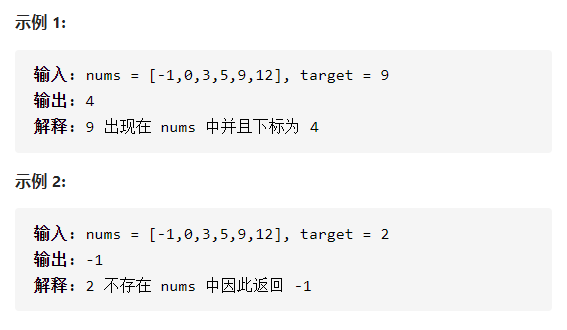 示例 1:
输入: nums = [-1,0,3,5,9,12], target = 9
输出: 4
解释: 9 出现在 nums 中并且下标为 4
示例 2:
输入: nums = [-1,0,3,5,9,12], target = 2
输出: -1
解释: 2 不存在 nums 中因此返回 -1